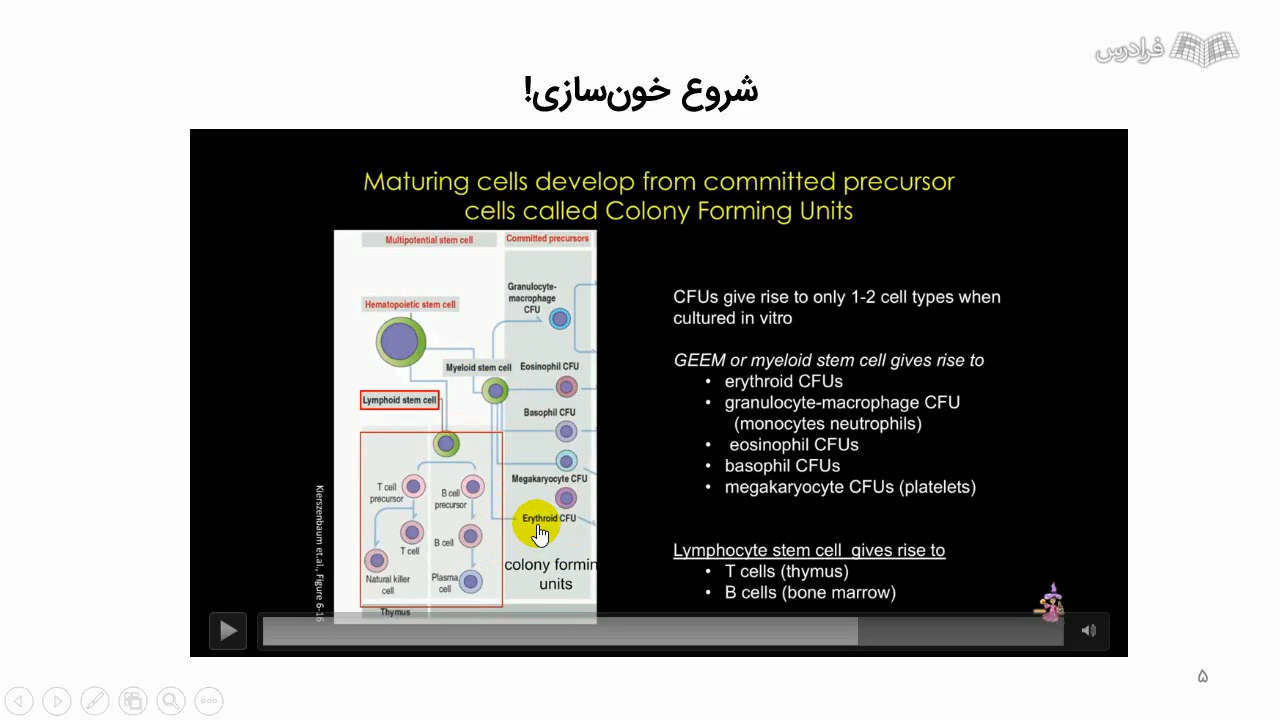 فرادرس
شروع خون‌سازی!
Maturing cells develop from committed precursor
cells called Colony Forming Units
Multipotential stem cell
Committed precursors
Hematopoietic stem cell
Granulocyte-
macrophage
CFU
Myeloid stem cell
Eosinophil CFU
Lymphoid stem cell
Basophil CFU
Megakaryocyte CFU
T cell
precursor
B cell
precursor
Erythroid CFU
T cell
B cell
Natural killer
cell
Plasma
cell
colony formin
units
Thymus
Kierszenbaum et.al., Figure 6-16
CFUs give rise to only 1-2 cell types when
cultured in vitro
GEEM or myeloid stem cell gives rise to
• erythroid CFUs
• granulocyte-macrophage CFU
(monocytes neutrophils)
• eosinophil CFUs
• basophil CFUs
• megakaryocyte CFUs (platelets)
Lymphocyte stem cell gives rise to
• T cells (thymus)
• B cells (bone marrow)
۵